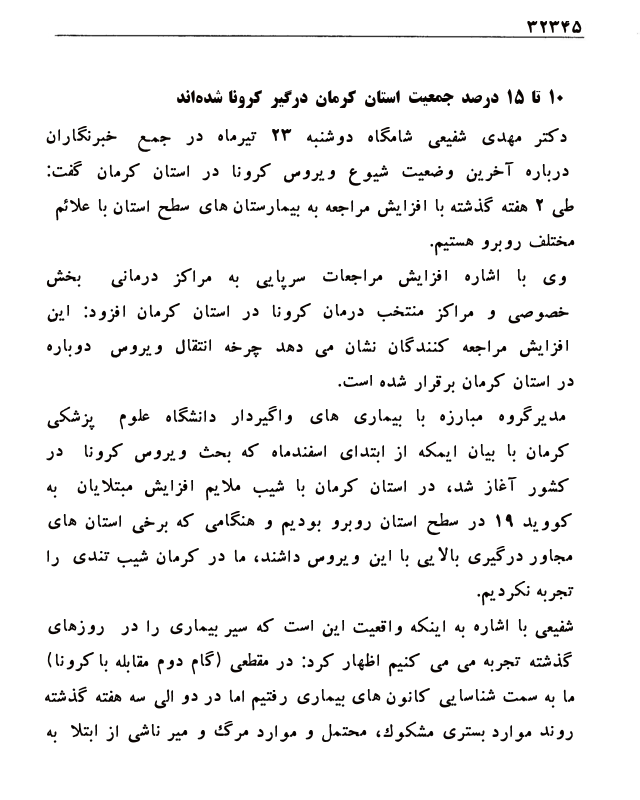 ۳۲۳۴۵
۱۰ تا ۱۵ درصد جمعیت استان کرمان درگیر کرونا شده‌اند
دکتر مهدی شفیعی شامگاه دوشنبه ۲۳ تیرماه در جمع خبرنگاران
درباره آخرین وضعیت شیوع ویروس کرونا در استان کرمان گفت:
طی ۲ هفته گذشته با افزایش مراجعه به بیمارستان های سطح استان با علائم
مختلف روبرو هستیم.
وی با اشاره افزایش مراجعات سرپایی به مراکز درمانی بخش
خصوصی و مراکز منتخب درمان کرونا در استان کرمان افزود: این
افزایش مراجعه کنندگان نشان می دهد چرخه انتقال ویروس دوباره
در استان کرمان برقرار شده است.
مدیرگروه مبارزه با بیماری های واگیردار دانشگاه علوم پزشکی
کرمان با بیان ایمکه از ابتدای اسفندماه که بحث ویروس کرونا در
کشور آغاز شد، در استان کرمان با شیب ملایم افزایش مبتلایان به
کووید ۱۹ در سطح استان روبرو بودیم و هنگامی که برخی استان های
مجاور درگیری بالایی با این ویروس داشتند، ما در کرمان شیب تندی را
تجربه نکردیم.
شفیعی با اشاره به اینکه واقعیت این است که سیر بیماری را در روزهای
گذشته تجربه می می کنیم اظهار کرد: در مقطعی (گام دوم مقابله با کرونا)
ما به سمت شناسایی کانون های بیماری رفتیم اما در دو الی سه هفته گذشته
روند موارد بستری مشکوک، محتمل و موارد مرگ و میر ناشی از ابتلا به